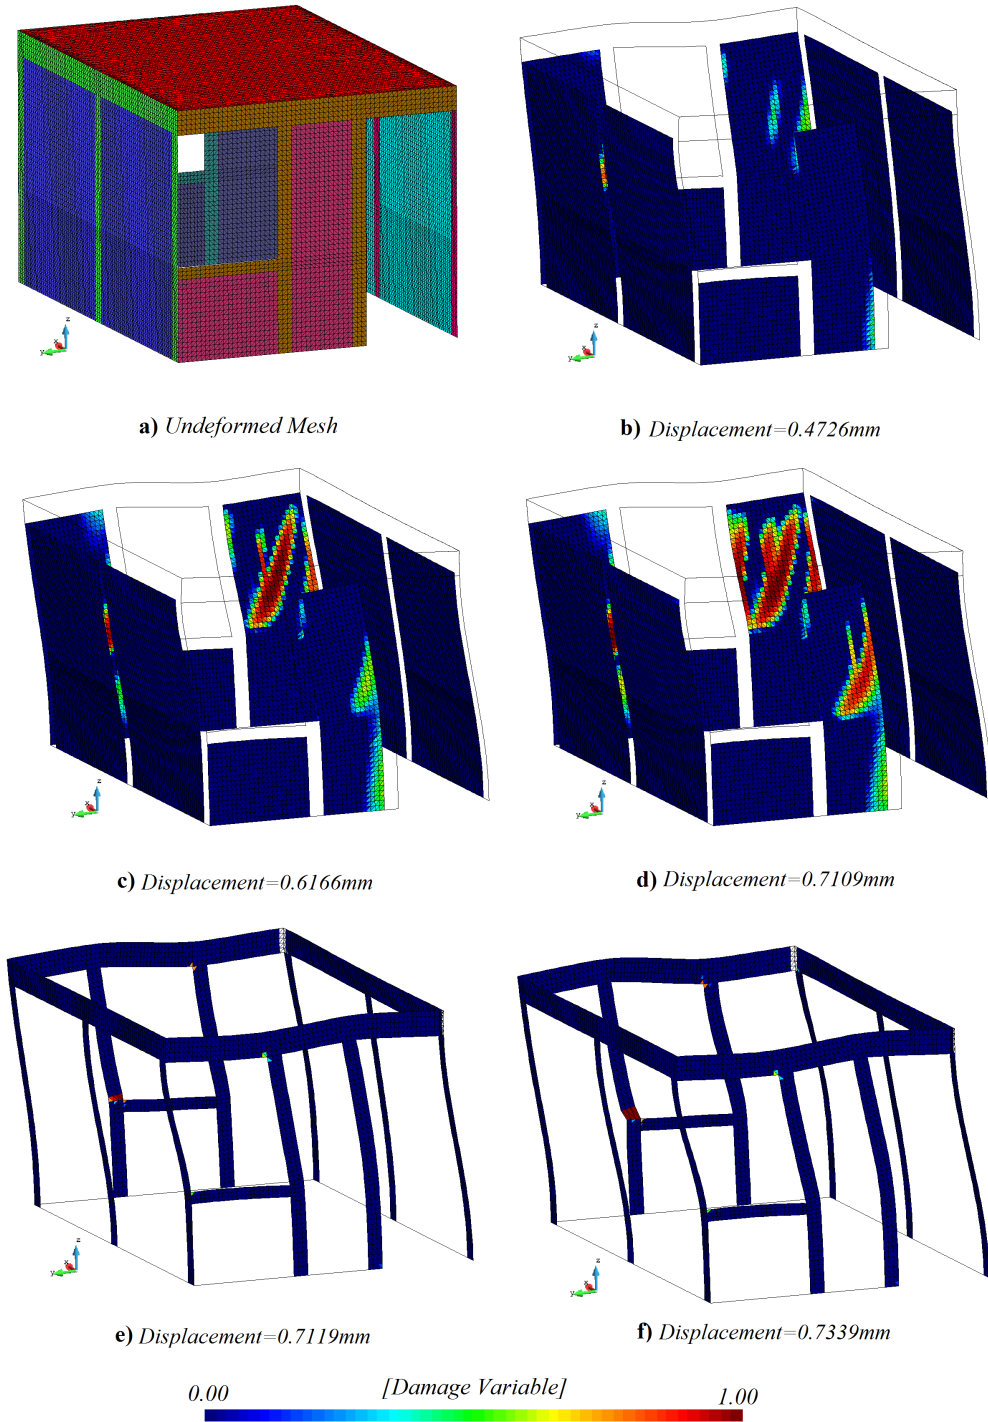 z
x
y
z
x
y
a) Undeformed Mesh
b) Displacement=0.4726mm
z
x
y
z
x
y
c) Displacement=0.6166mm
d) Displacement=0.7109mm
z
x
y
z
x
y
e) Displacement=0.7119mm
f) Displacement=0.7339mm
0.00
[Damage Variable]
1.00